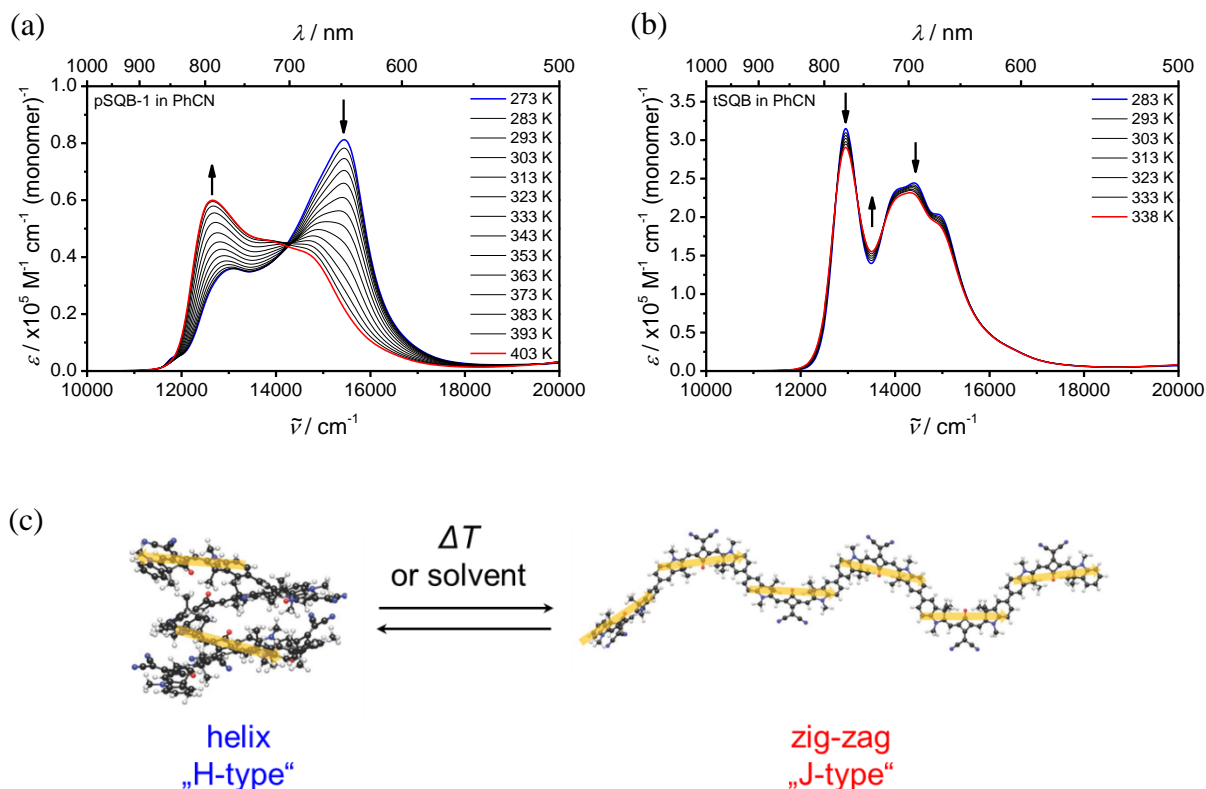 (a)
λ / nm
1000 900 800 700 600 500
pSQB-1 in PhCN
ε / x10⁵ M⁻¹ cm⁻¹ (monomer)⁻¹
1.0
0.8
0.6
0.4
0.2
0.0
273 K
283 K
293 K
303 K
313 K
323 K
333 K
343 K
353 K
363 K
373 K
383 K
393 K
403 K
10000 12000 14000 16000 18000 20000
ṽ / cm⁻¹
(b)
λ / nm
1000 900 800 700 600 500
tSQB in PhCN
ε / x10⁵ M⁻¹ cm⁻¹ (monomer)⁻¹
3.5
3.0
2.5
2.0
1.5
1.0
0.5
0.0
283 K
293 K
303 K
313 K
323 K
333 K
338 K
10000 12000 14000 16000 18000 20000
ṽ / cm⁻¹
(c)
ΔT
or solvent
helix
„H-type“
zig-zag
„J-type“